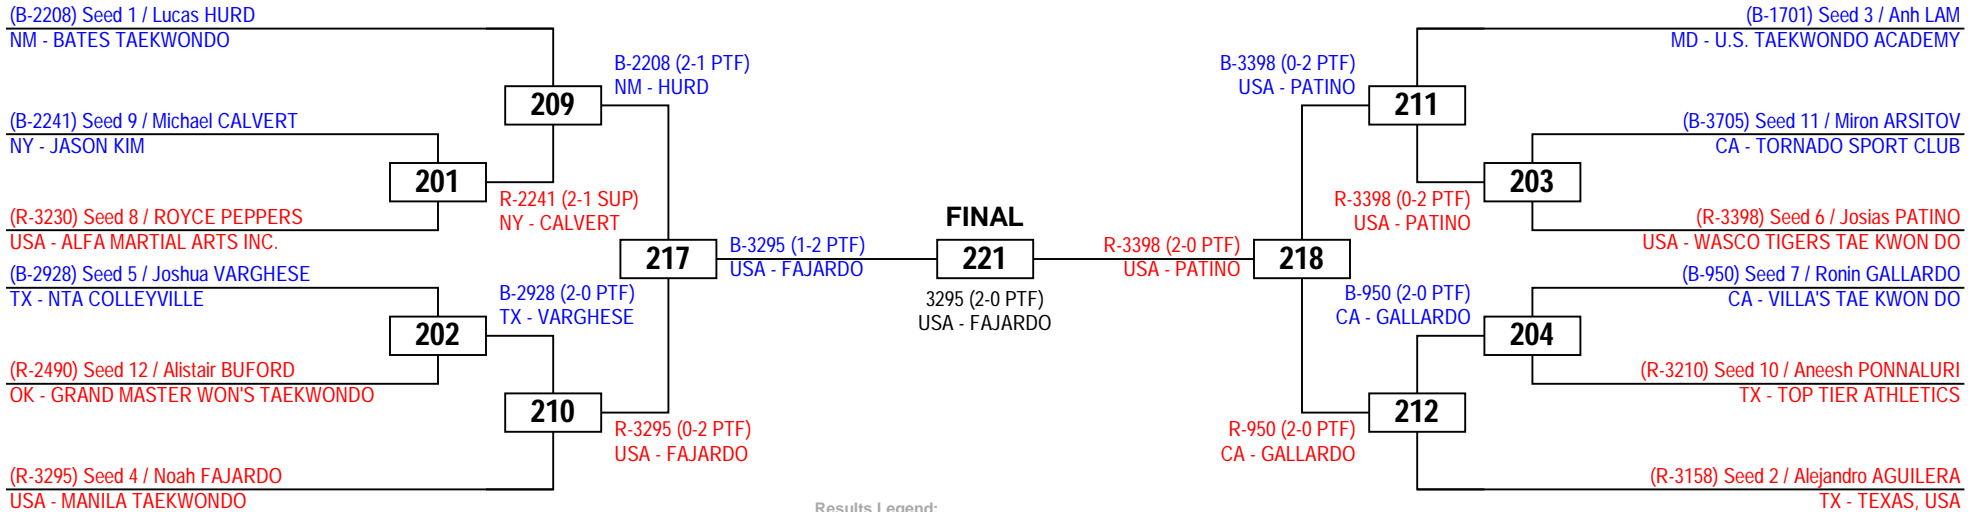 (B-2208) Seed 1 / Lucas HURD
NM - BATES TAEKWONDO
B-2208 (2-1 PTF)
NM - HURD
209
(B-2241) Seed 9 / Michael CALVERT
NY - JASON KIM
201
R-2241 (2-1 SUP)
NY - CALVERT
(R-3230) Seed 8 / ROYCE PEPPERS
USA - ALFA MARTIAL ARTS INC.
217
B-3295 (1-2 PTF)
USA - FAJARDO
(B-2928) Seed 5 / Joshua VARGHESE
TX - NTA COLLEYVILLE
B-2928 (2-0 PTF)
TX - VARGHESE
202
(R-2490) Seed 12 / Alistair BUFORD
OK - GRAND MASTER WON'S TAEKWONDO
210
R-3295 (0-2 PTF)
USA - FAJARDO
(R-3295) Seed 4 / Noah FAJARDO
USA - MANILA TAEKWONDO
FINAL
221
3295 (2-0 PTF)
USA - FAJARDO
Results Legend:
(B-1701) Seed 3 / Anh LAM
MD - U.S. TAEKWONDO ACADEMY
B-3398 (0-2 PTF)
USA - PATINO
211
(B-3705) Seed 11 / Miron ARSITOV
CA - TORNADO SPORT CLUB
203
R-3398 (0-2 PTF)
USA - PATINO
(R-3398) Seed 6 / Josias PATINO
USA - WASCO TIGERS TAE KWON DO
R-3398 (2-0 PTF)
USA - PATINO
218
(B-950) Seed 7 / Ronin GALLARDO
CA - VILLA'S TAE KWON DO
B-950 (2-0 PTF)
CA - GALLARDO
204
(R-3210) Seed 10 / Aneesh PONNALURI
TX - TOP TIER ATHLETICS
212
R-950 (2-0 PTF)
CA - GALLARDO
(R-3158) Seed 2 / Alejandro AGUILERA
TX - TEXAS, USA